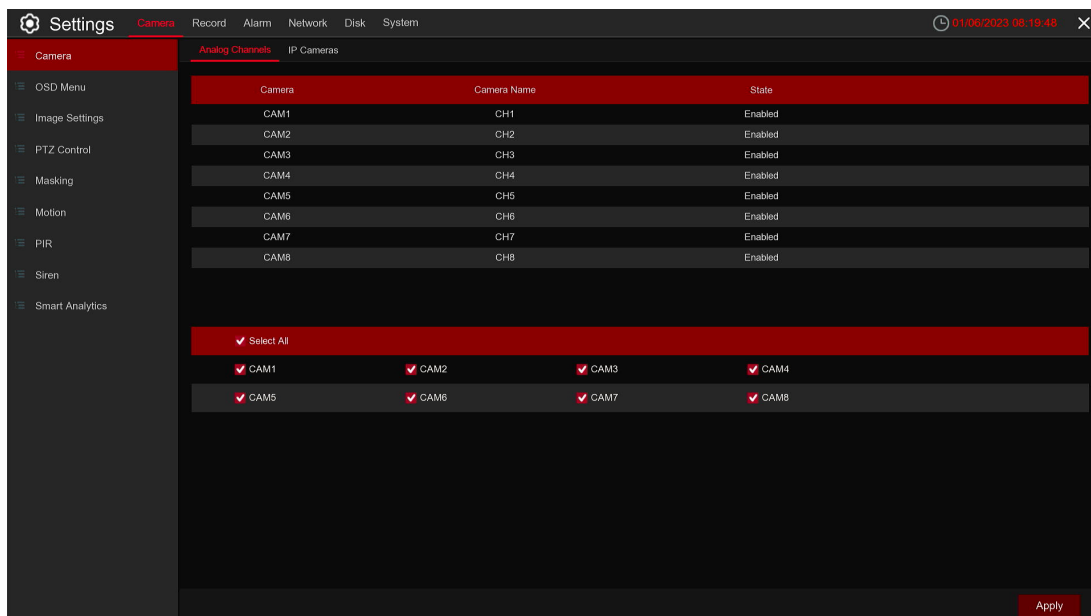 Settings Camera Record Alarm Network Disk System 01/06/2023 08:19:48
Analog Channels IP Cameras
Camera
OSD Menu
Image Settings
PTZ Control
Masking
Motion
PIR
Siren
Smart Analytics
Camera Camera Name State
CAM1 CH1 Enabled
CAM2 CH2 Enabled
CAM3 CH3 Enabled
CAM4 CH4 Enabled
CAM5 CH5 Enabled
CAM6 CH6 Enabled
CAM7 CH7 Enabled
CAM8 CH8 Enabled
Select All
CAM1 CAM2 CAM3 CAM4
CAM5 CAM6 CAM7 CAM8
Apply